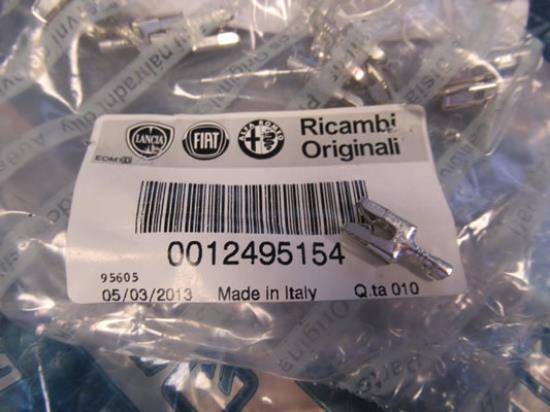 LANCIA
FIAT
ALFA ROMEO
Ricambi
Originali
0012495154
95605
05/03/2013 Made in Italy Q.ta 010